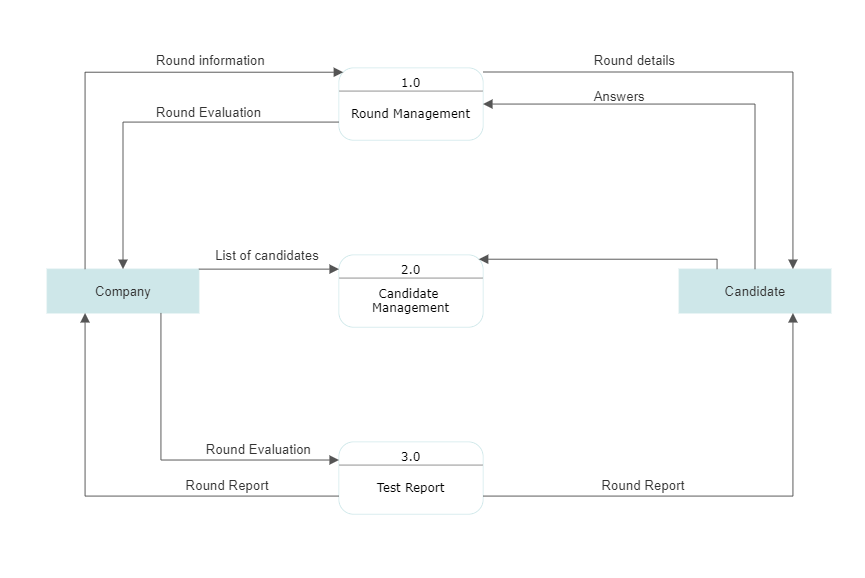 Round information
Round details
1.0
Answers
Round Evaluation
Round Management
List of candidates
2.0
Company
Candidate
Management
Candidate
Round Evaluation
3.0
Round Report
Test Report
Round Report